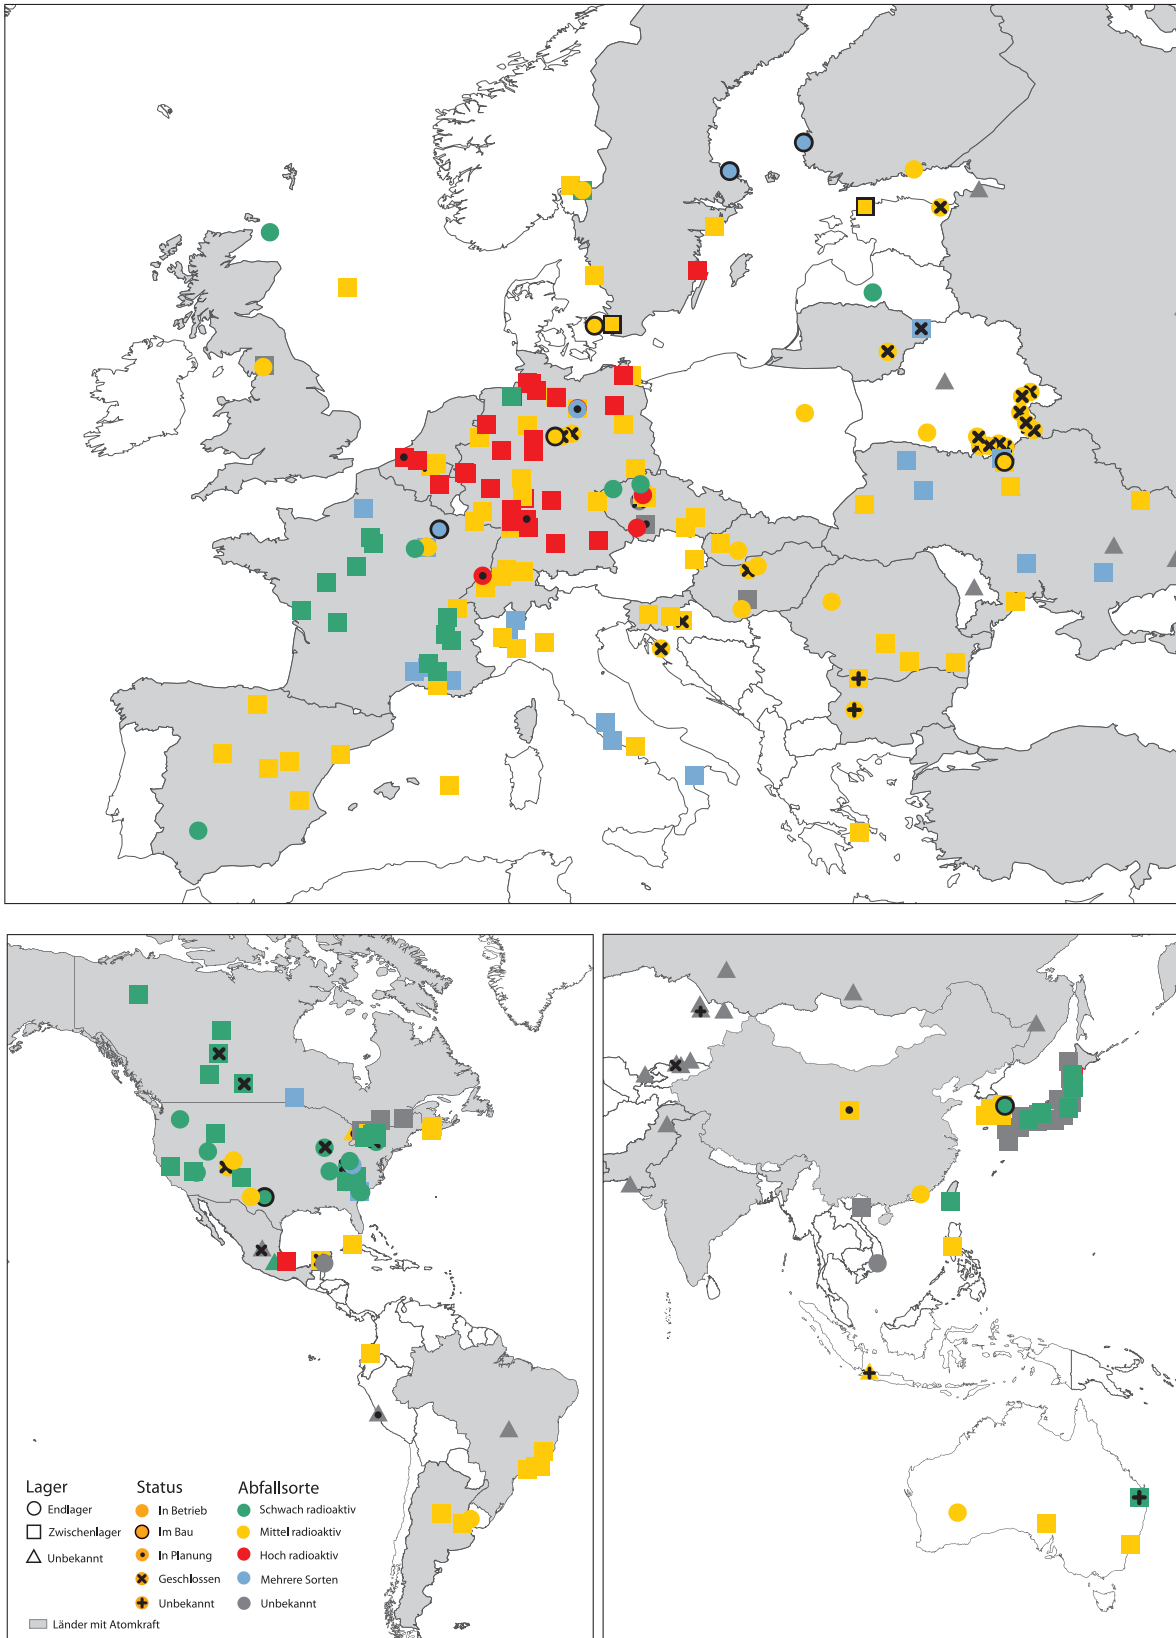 Lager
Endlager
Zwischenlager
Unbekannt
Status
In Betrieb
Im Bau
In Planung
Geschlossen
Unbekannt
Abfallsorte
Schwach radioaktiv
Mittel radioaktiv
Hoch radioaktiv
Mehrere Sorten
Unbekannt
Länder mit Atomkraft